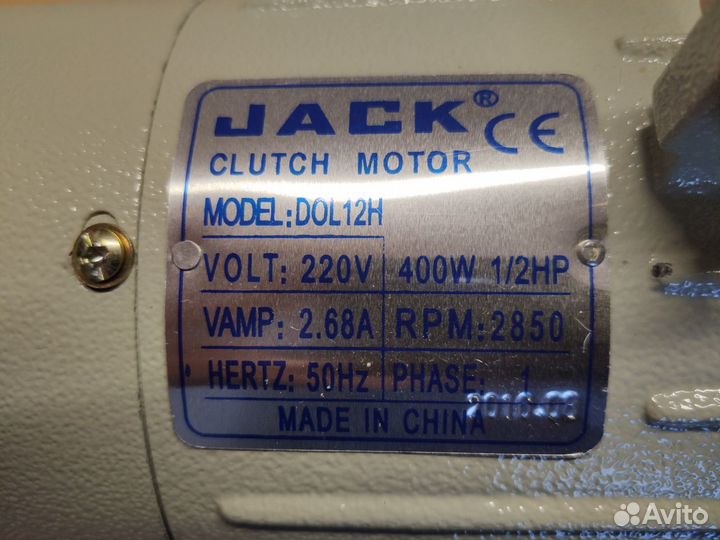 JACK® CE
CLUTCH MOTOR
MODEL: DOL12H
VOLT: 220V 400W 1/2HP
VAMP: 2.68A RPM: 2850
HERTZ: 50Hz PHASE: 1
MADE IN CHINA
Avito